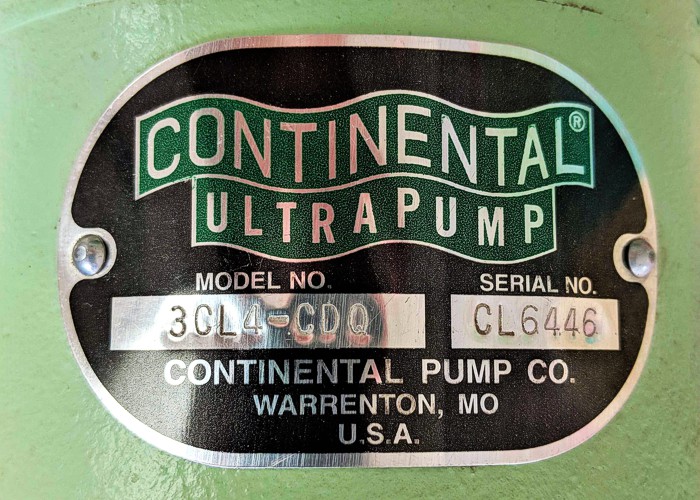 CONTINENTAL®
ULTRAPUMP
MODEL NO. SERIAL NO.
3CL4-CDQ CL6446
CONTINENTAL PUMP CO.
WARRENTON, MO
U.S.A.